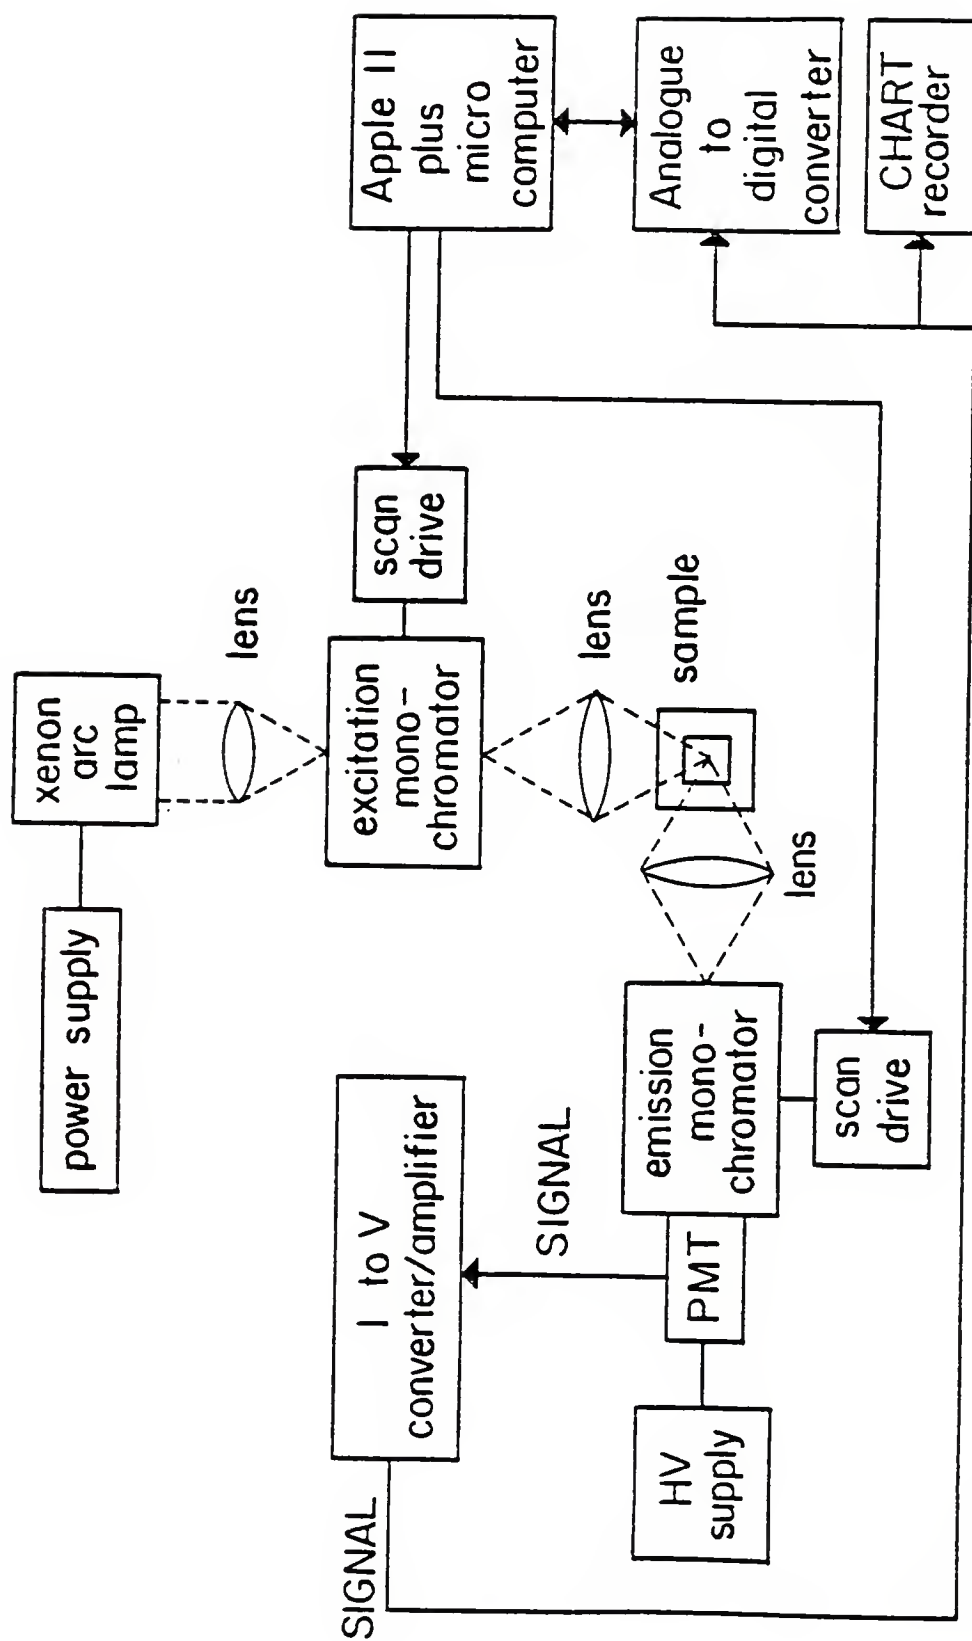 power supply
xenon
arc
lamp
lens
SIGNAL
I to V
converter/amplifier
excitation
mono-
chromator
scan
drive
Apple II
plus
micro
computer
SIGNAL
lens
HV
supply
PMT
emission
mono-
chromator
sample
Analogue
to
digital
converter
lens
scan
drive
CHART
recorder